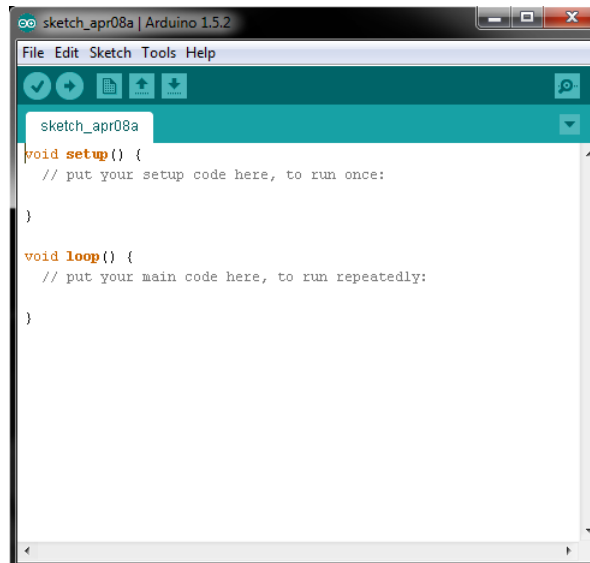 sketch_apr08a | Arduino 1.5.2
File Edit Sketch Tools Help
sketch_apr08a
void setup() {
// put your setup code here, to run once:
}
void loop() {
// put your main code here, to run repeatedly:
}